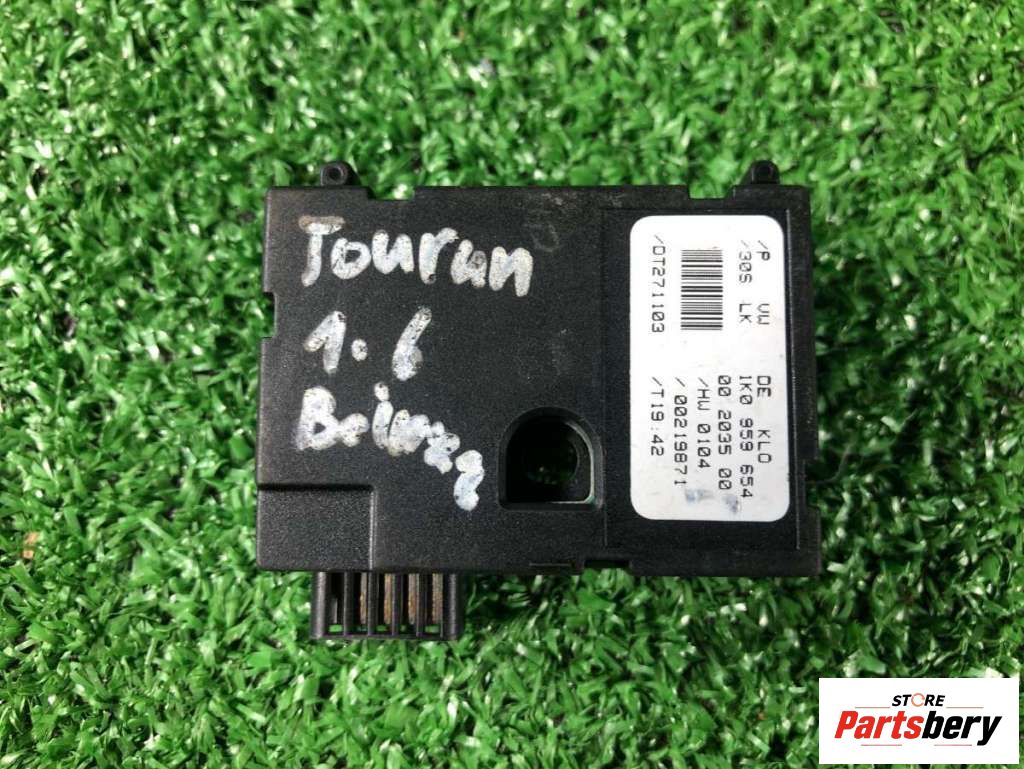 Touran
1.6
Benzes
/P VW
/30S LK
/DT271103
DE KLO
1K0 959 654
00 2035 00
/HW 0104
/00219871
/T19:42
STORE
Partsbery